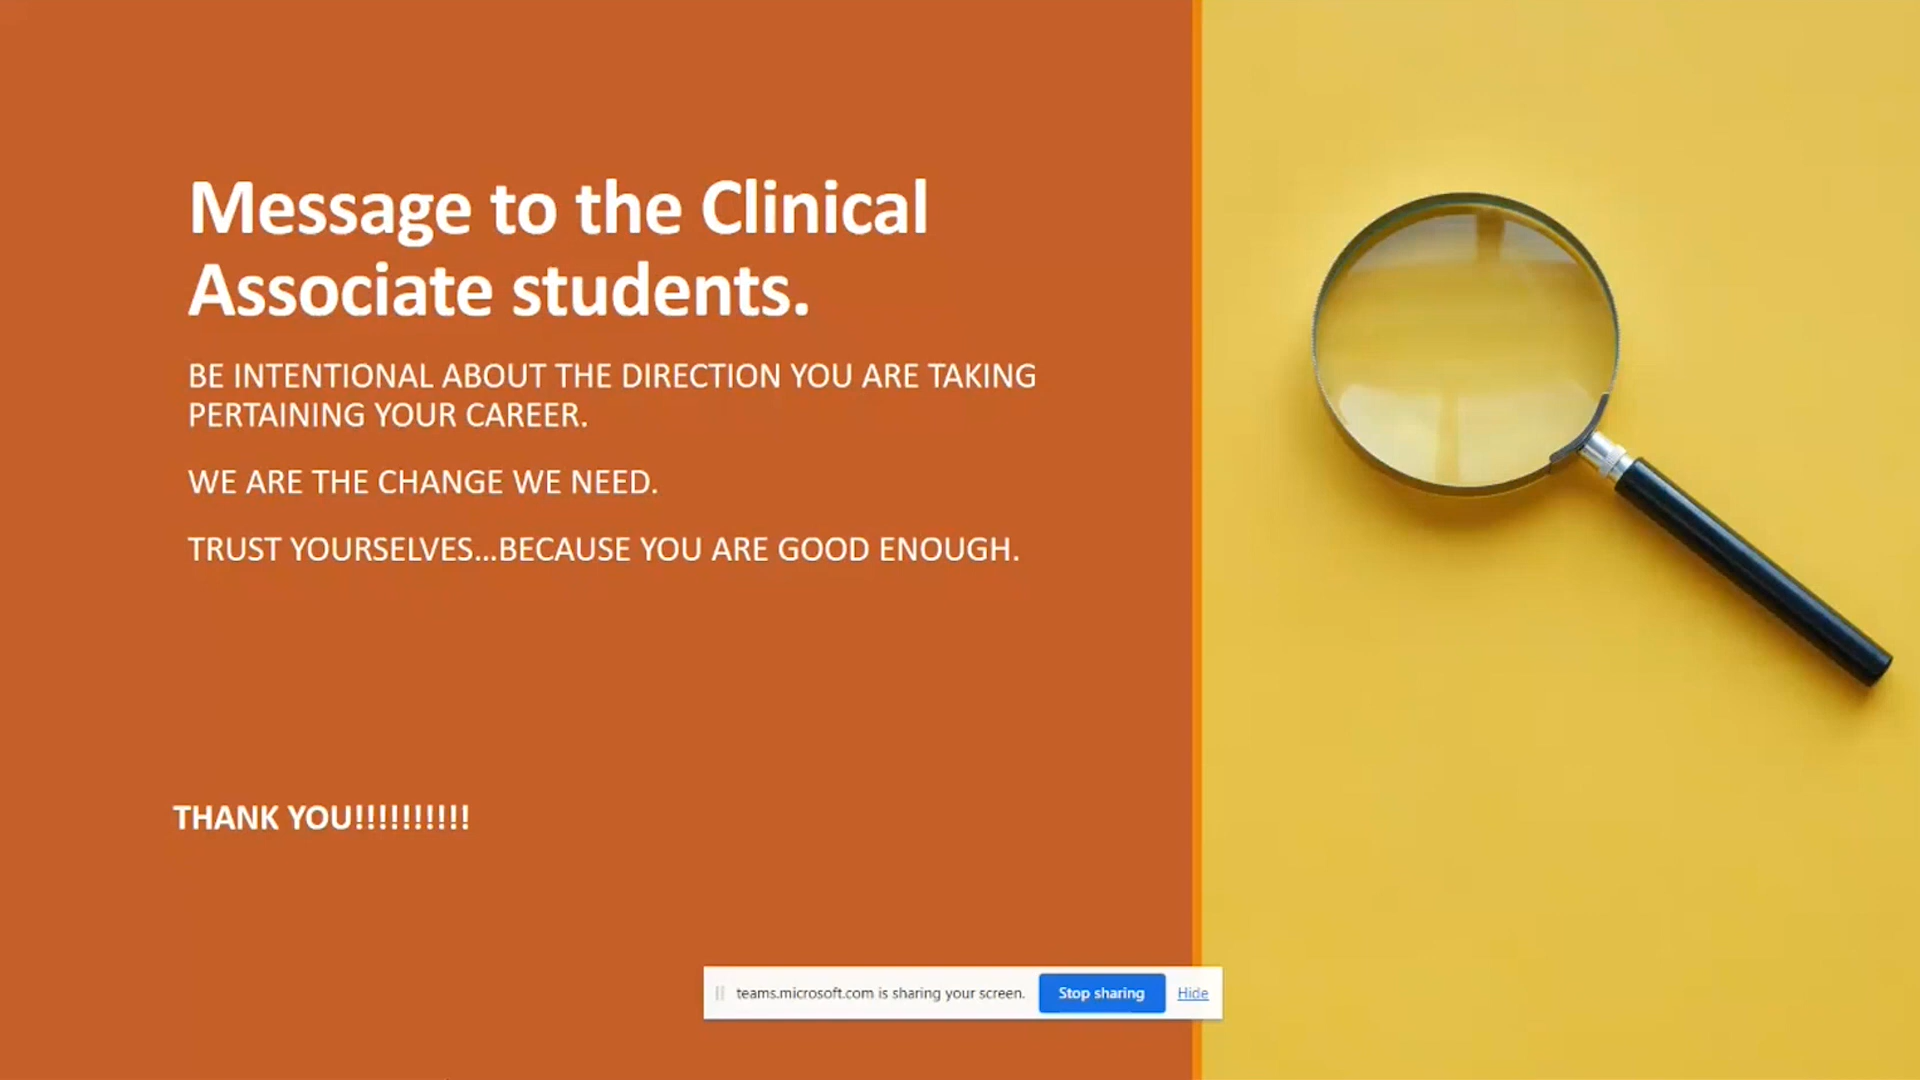 Message to the Clinical
Associate students.
BE INTENTIONAL ABOUT THE DIRECTION YOU ARE TAKING
PERTAINING YOUR CAREER.
WE ARE THE CHANGE WE NEED.
TRUST YOURSELVES...BECAUSE YOU ARE GOOD ENOUGH.
THANK YOU!!!!!!!!!!
teams.microsoft.com is sharing your screen. Stop sharing Hide